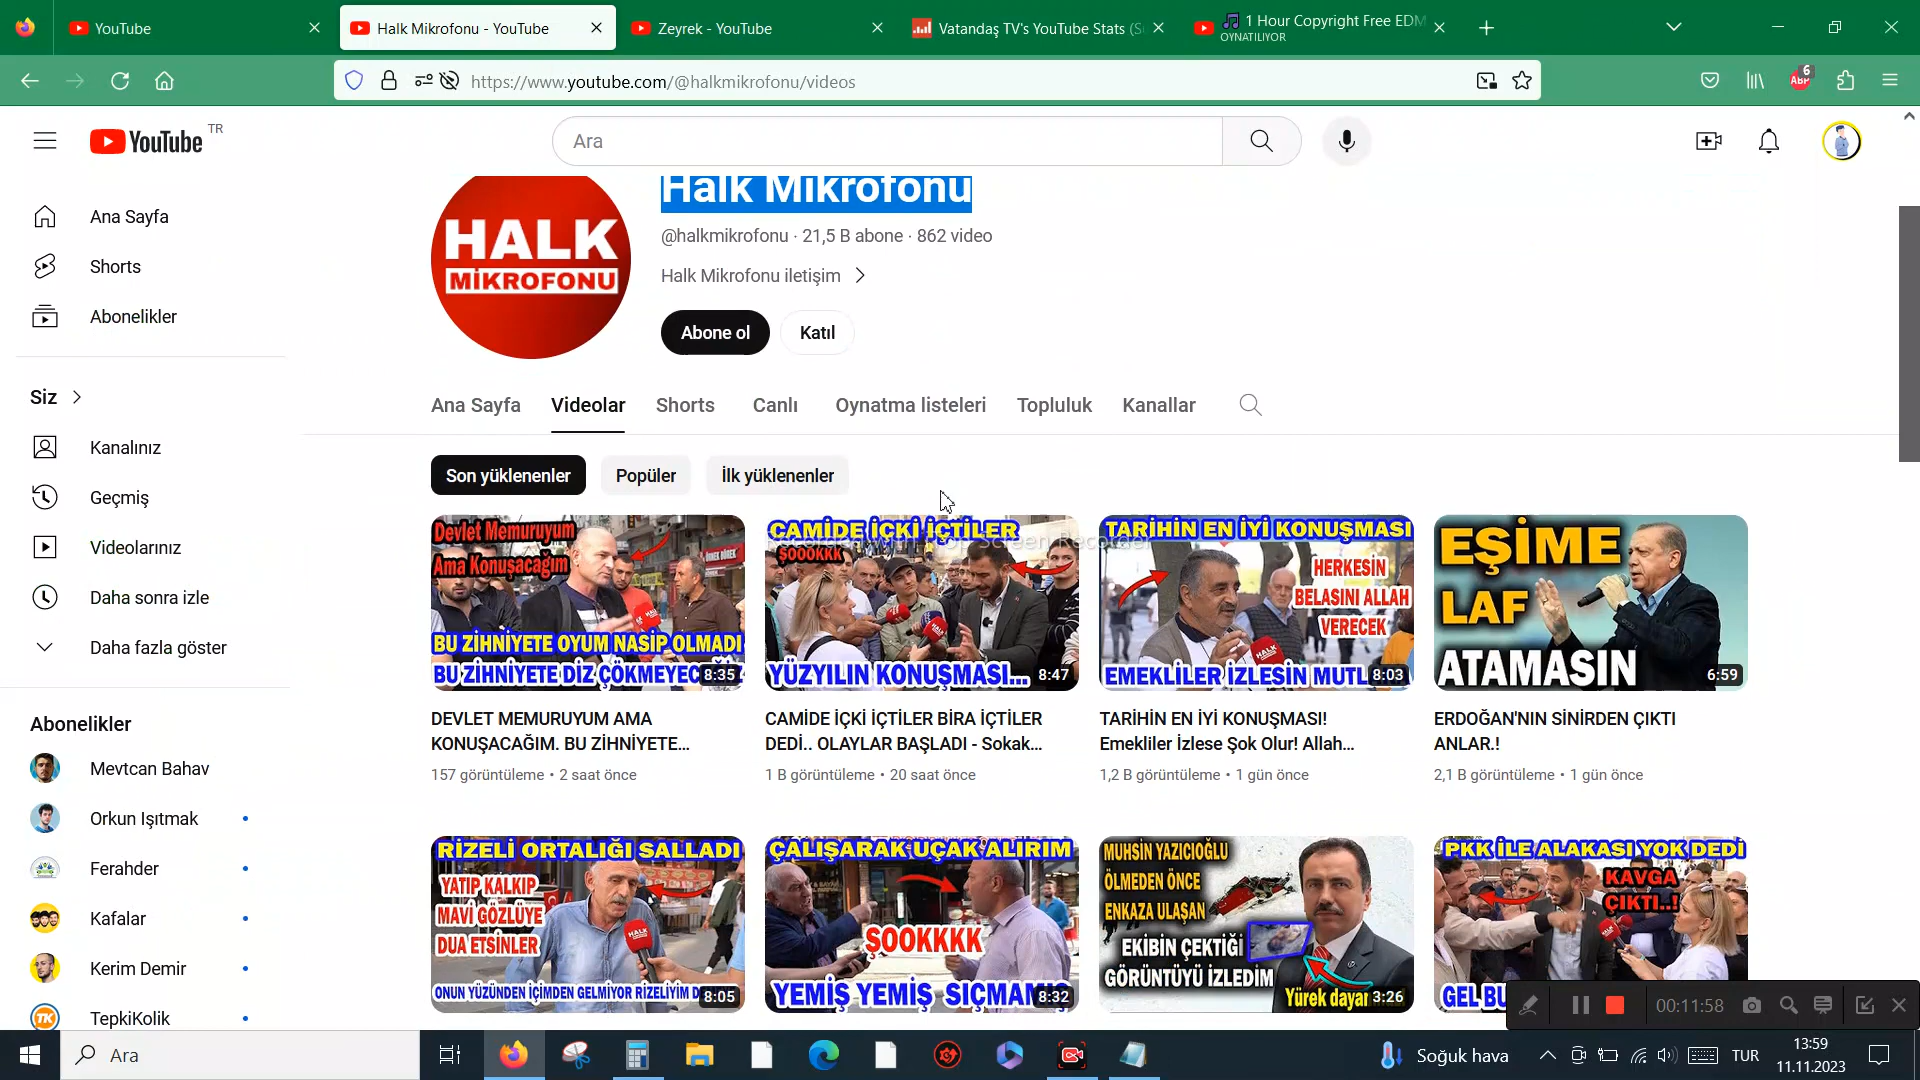 YouTube
Halk Mikrofonu - YouTube
Zeyrek - YouTube
Vatandaş TV's YouTube Stats (S
1 Hour Copyright Free EDM
OYNATILIYOR
https://www.youtube.com/@halkmikrofonu/videos
ABP
6
YouTube
TR
Ara
Ana Sayfa
Shorts
Abonelikler
Siz
Kanalınız
Geçmiş
Videolarınız
Daha sonra izle
Daha fazla göster
Abonelikler
Mevtcan Bahav
Orkun Işıtmak
Ferahder
Kafalar
Kerim Demir
TK
TepkiKolik
HALK
MİKROFONU
Halk Mikrofonu
@halkmikrofonu · 21,5 B abone · 862 video
Halk Mikrofonu iletişim
Abone ol
Katıl
Ana Sayfa
Videolar
Shorts
Canlı
Oynatma listeleri
Topluluk
Kanallar
Son yüklenenler
Popüler
İlk yüklenenler
Devlet Memuruyum
Ama Konuşacağım
BU ZİHNİYETE OYUM NASİP OLMADI
BU ZİHNİYETE DİZ ÇÖKMEYEC
8:35
DEVLET MEMURUYUM AMA
KONUŞACAĞIM. BU ZİHNİYETE...
157 görüntüleme • 2 saat önce
CAMİDE İÇKİ İÇTİLER
ŞOOOKKK
YÜZYILIN KONUŞMASI...
8:47
CAMİDE İÇKİ İÇTİLER BİRA İÇTİLER
DEDİ.. OLAYLAR BAŞLADI - Sokak...
1 B görüntüleme • 20 saat önce
Screen Recorder
TARİHİN EN İYİ KONUŞMASI
HERKESİN
BELASINI ALLAH
VERECEK
HALK
EMEKLİLER İZLESİN MUTL
8:03
TARİHİN EN İYİ KONUŞMASI!
Emekliler İzlese Şok Olur! Allah...
1,2 B görüntüleme • 1 gün önce
EŞİME
LAF
ATAMASIN
6:59
ERDOĞAN'NIN SİNİRDEN ÇIKTI
ANLAR.!
2,1 B görüntüleme • 1 gün önce
RİZELİ ORTALIĞI SALLADI
YATIP KALKIP
MAVİ GÖZLÜYE
DUA ETSİNLER
HALK
ONUN YÜZÜNDEN İÇİMDEN GELMİYOR RİZELİYİM D
8:05
ÇALIŞARAK UÇAK ALIRIM
ŞOOKKKK
YEMİŞ YEMİŞ SIÇMAMIŞ
8:32
MUHSİN YAZICIOĞLU
ÖLMEDEN ÖNCE
ENKAZA ULAŞAN
EKİBİN ÇEKTİĞİ
GÖRÜNTÜYÜ İZLEDİM
Yürek dayan
3:26
PKK İLE ALAKASI YOK DEDİ
KAVGA
ÇIKTI..!
GEL BU
00:11:58
Ara
Soğuk hava
TUR
13:59
11.11.2023